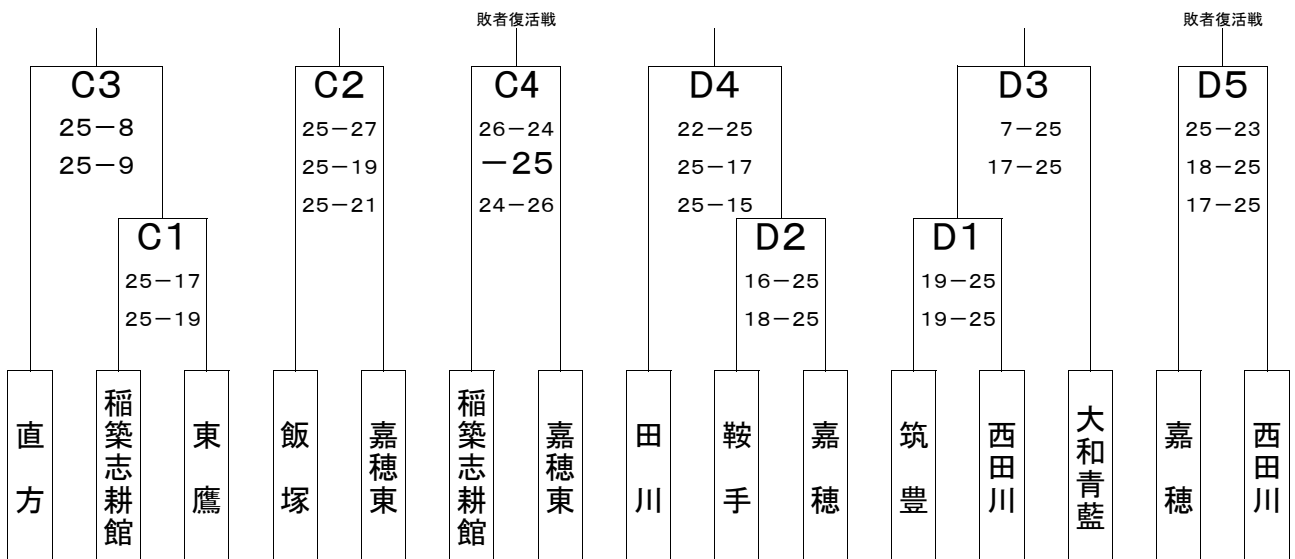 敗者復活戦
敗者復活戦
C3
C2
C4
D4
D3
D5
25−8
25−27
26−24
22−25
7−25
25−23
25−9
25−19
−25
25−17
17−25
18−25
25−21
24−26
25−15
17−25
C1
D2
D1
25−17
16−25
19−25
25−19
18−25
19−25
直方
稲築志耕館
東鷹
飯塚
嘉穂東
稲築志耕館
嘉穂東
田川
鞍手
嘉穂
筑豊
西田川
大和青藍
嘉穂
西田川